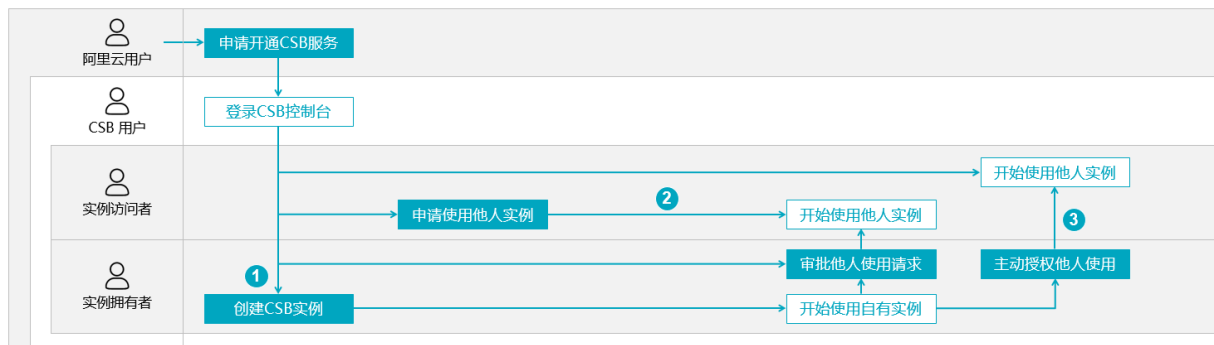 阿里云用户
申请开通CSB服务
CSB 用户
登录CSB控制台
实例访问者
开始使用他人实例
申请使用他人实例
2
开始使用他人实例
3
实例拥有者
1
审批他人使用请求
主动授权他人使用
创建CSB实例
开始使用自有实例